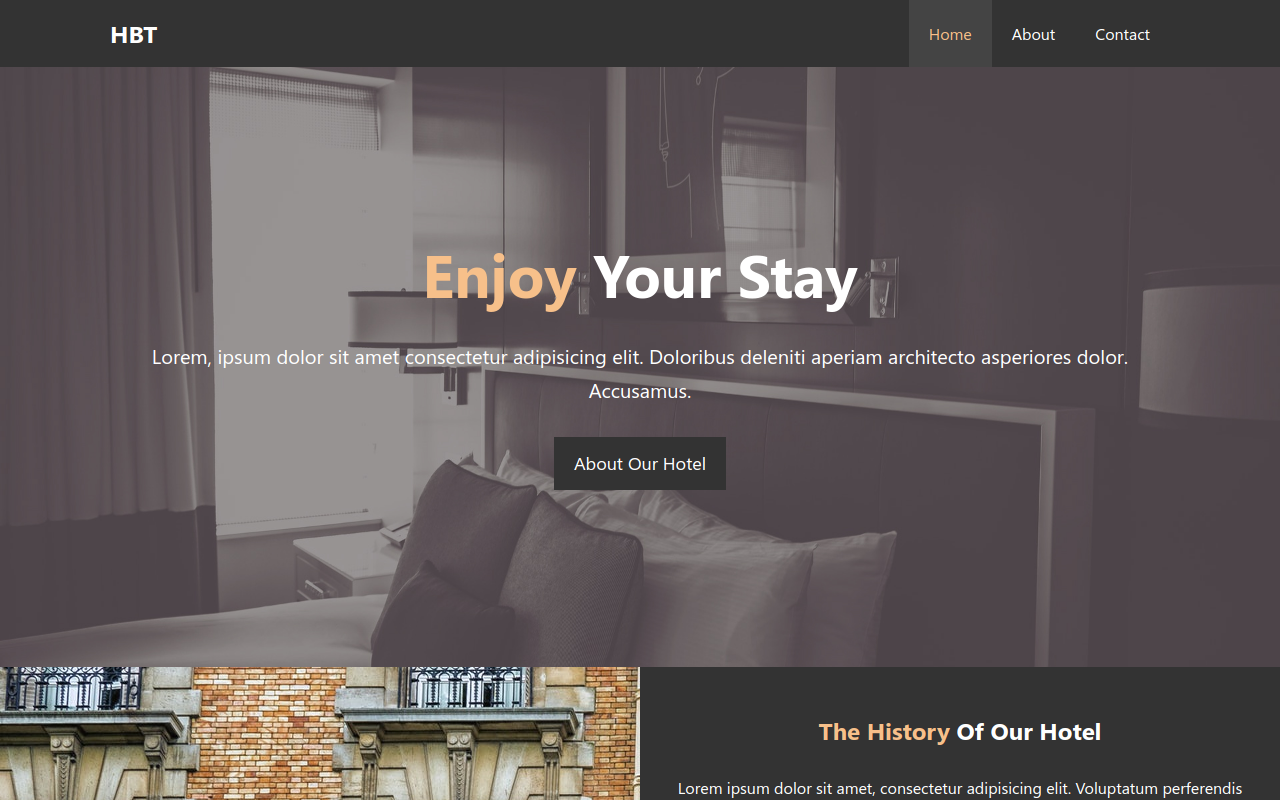 HBT
Home
About
Contact
Enjoy Your Stay
Lorem, ipsum dolor sit amet consectetur adipisicing elit. Doloribus deleniti aperiam architecto asperiores dolor.
Accusamus.
About Our Hotel
The History Of Our Hotel
Lorem ipsum dolor sit amet, consectetur adipisicing elit. Voluptatum perferendis